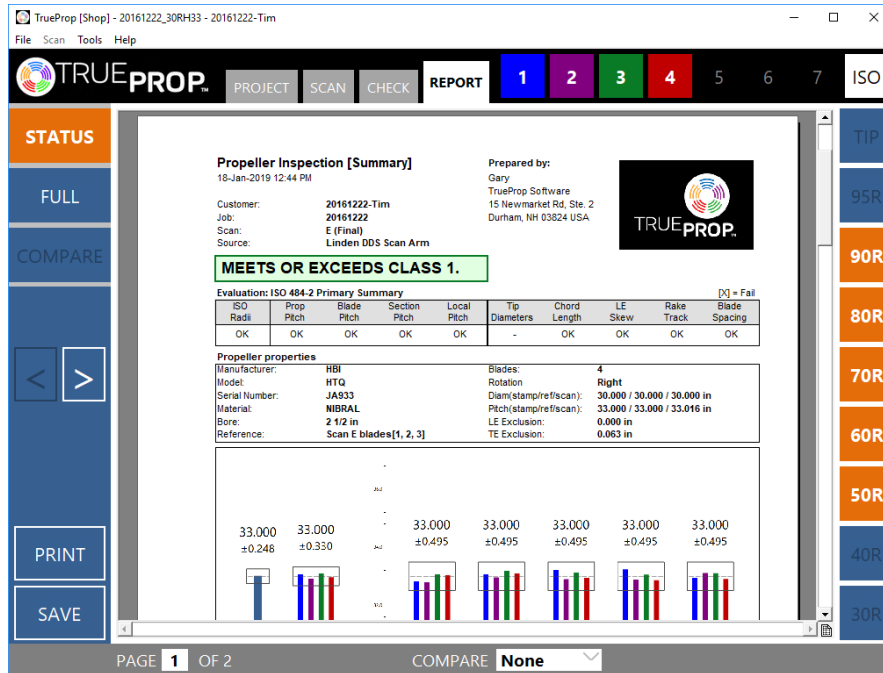 TrueProp [Shop] - 20161222_30RH33 - 20161222-Tim
File Scan Tools Help
TRUEPROP™ PROJECT SCAN CHECK REPORT 1 2 3 4 5 6 7 ISO
STATUS
FULL
COMPARE
< >
PRINT
SAVE
Propeller Inspection [Summary]
18-Jan-2019 12:44 PM
Customer: 20161222-Tim
Job: 20161222
Scan: E (Final)
Source: Linden DDS Scan Arm
Prepared by:
Gary
TrueProp Software
15 Newmarket Rd, Ste. 2
Durham, NH 03824 USA
TRUEPROP™
MEETS OR EXCEEDS CLASS 1.
Evaluation: ISO 484-2 Primary Summary [X] = Fail
ISO Prop Blade Section Local Tip Chord LE Rake Blade
Radii Pitch Pitch Pitch Pitch Diameters Length Skew Track Spacing
OK OK OK OK OK - OK OK OK OK
Propeller properties
Manufacturer: HBI Blades: 4
Model: HTQ Rotation Right
Serial Number: JA933 Diam(stamp/ref/scan): 30.000 / 30.000 / 30.000 in
Material: NIBRAL Pitch(stamp/ref/scan): 33.000 / 33.000 / 33.016 in
Bore: 2 1/2 in LE Exclusion: 0.000 in
Reference: Scan E blades[1, 2, 3] TE Exclusion: 0.063 in
33.000 33.000 33.000 33.000 33.000 33.000 33.000
±0.248 ±0.330 ±0.495 ±0.495 ±0.495 ±0.495 ±0.495
TIP
95R
90R
80R
70R
60R
50R
40R
30R
PAGE 1 OF 2 COMPARE None